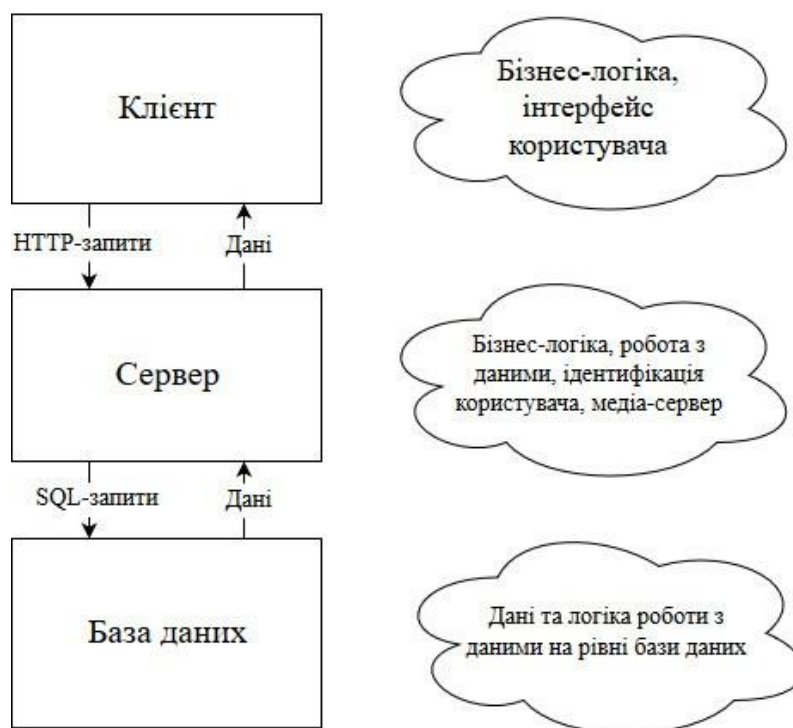 Клієнт
Бізнес-логіка,
інтерфейс
користувача
HTTP-запити
Дані
Сервер
Бізнес-логіка, робота з
даними, ідентифікація
користувача, медіа-сервер
SQL-запити
Дані
База даних
Дані та логіка роботи з
даними на рівні бази даних